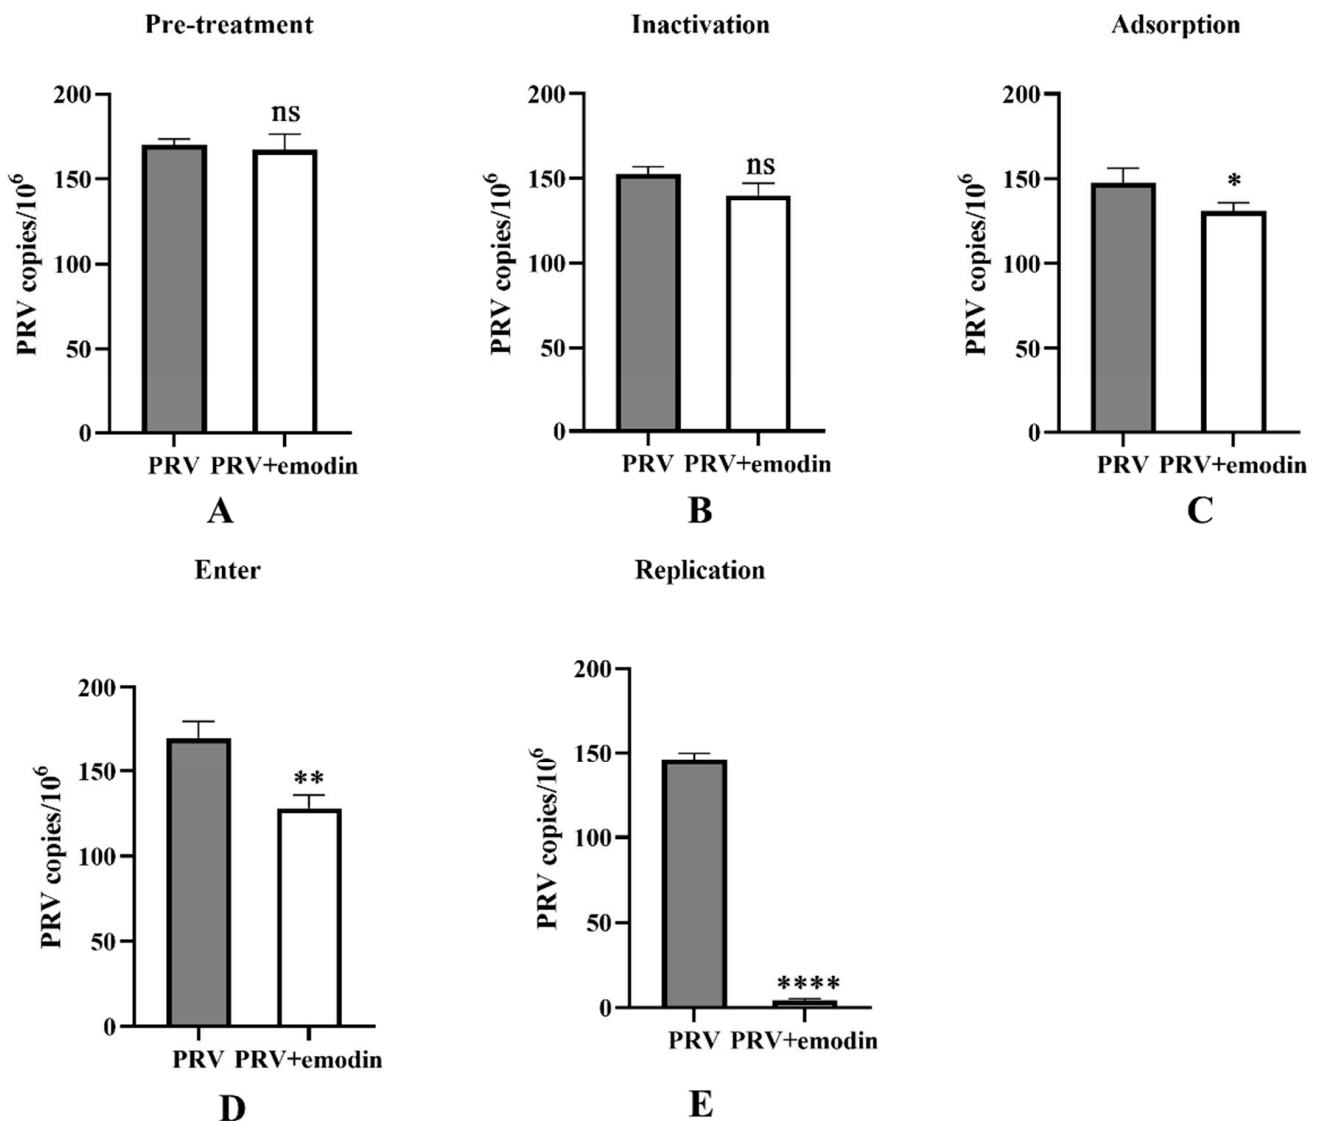 Pre-treatment
200
150
100
50
0
PRV copies/10⁶
ns
PRV PRV+emodin
A
Inactivation
200
150
100
50
0
PRV copies/10⁶
ns
PRV PRV+emodin
B
Adsorption
200
150
100
50
0
PRV copies/10⁶
*
PRV PRV+emodin
C
Enter
200
150
100
50
0
PRV copies/10⁶
**
PRV PRV+emodin
D
Replication
200
150
100
50
0
PRV copies/10⁶
****
PRV PRV+emodin
E